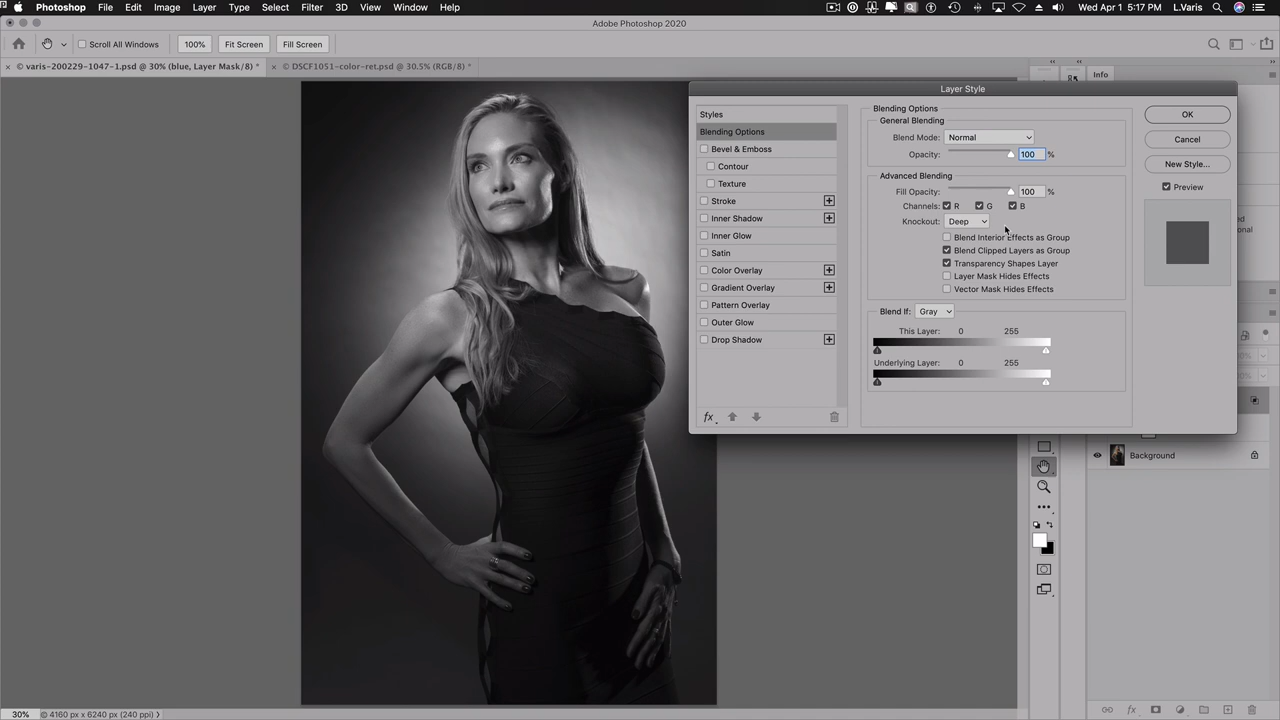 Photoshop File Edit Image Layer Type Select Filter 3D View Window Help Wed Apr 1 5:17 PM L.Varis
Adobe Photoshop 2020
Scroll All Windows 100% Fit Screen Fill Screen
× © varis-200229-1047-1.psd @ 30% (blue, Layer Mask/8) * × © DSCF1051-color-ret.psd @ 30.5% (RGB/8) *
Info
Layer Style
Styles
Blending Options
Bevel & Emboss
Contour
Texture
Stroke
Inner Shadow
Inner Glow
Satin
Color Overlay
Gradient Overlay
Pattern Overlay
Outer Glow
Drop Shadow
fx
Blending Options
General Blending
Blend Mode: Normal
Opacity: 100 %
Advanced Blending
Fill Opacity: 100 %
Channels: R G B
Knockout: Deep
Blend Interior Effects as Group
Blend Clipped Layers as Group
Transparency Shapes Layer
Layer Mask Hides Effects
Vector Mask Hides Effects
Blend If: Gray
This Layer: 0 255
Underlying Layer: 0 255
OK
Cancel
New Style...
Preview
Background
30% © 4160 px x 6240 px (240 ppi)
fx